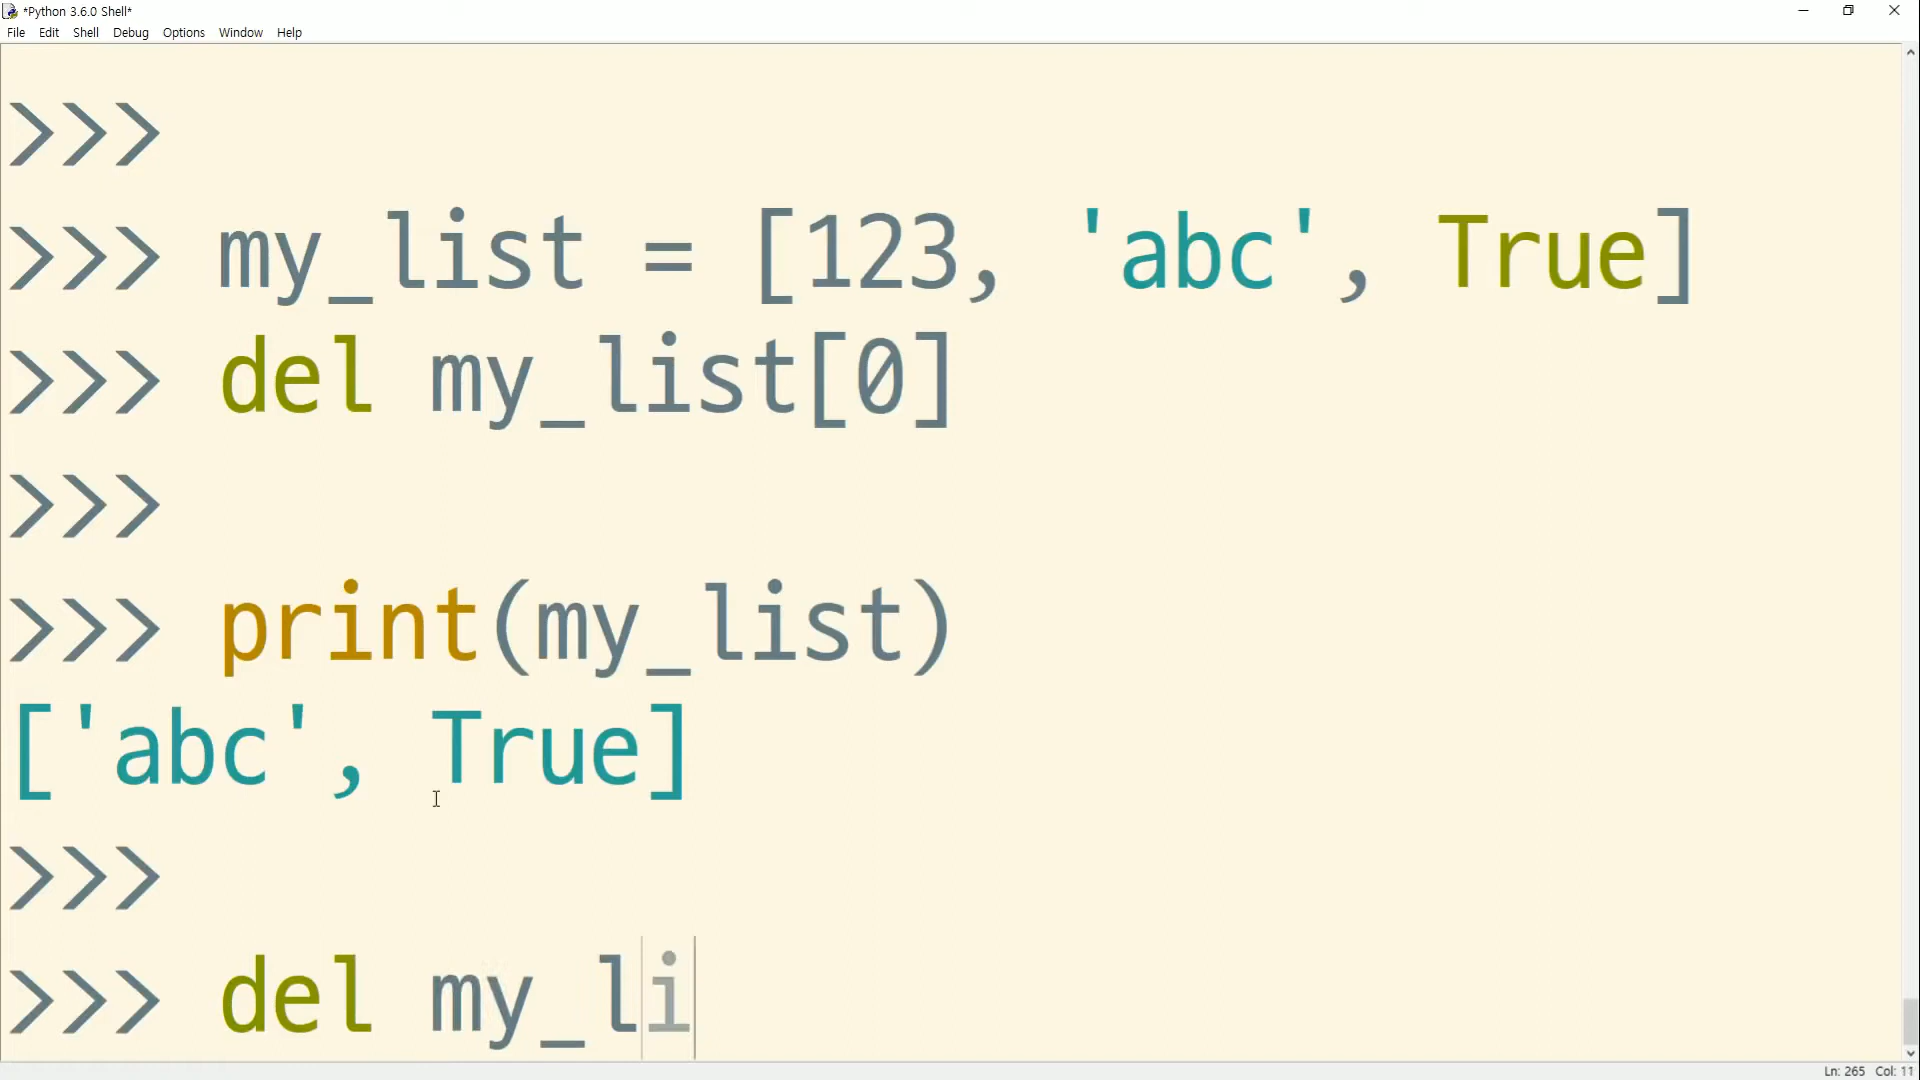 *Python 3.6.0 Shell*
File Edit Shell Debug Options Window Help
>>>
>>> my_list = [123, 'abc', True]
>>> del my_list[0]
>>>
>>> print(my_list)
['abc', True]
>>>
>>> del my_li
Ln: 265 Col: 11